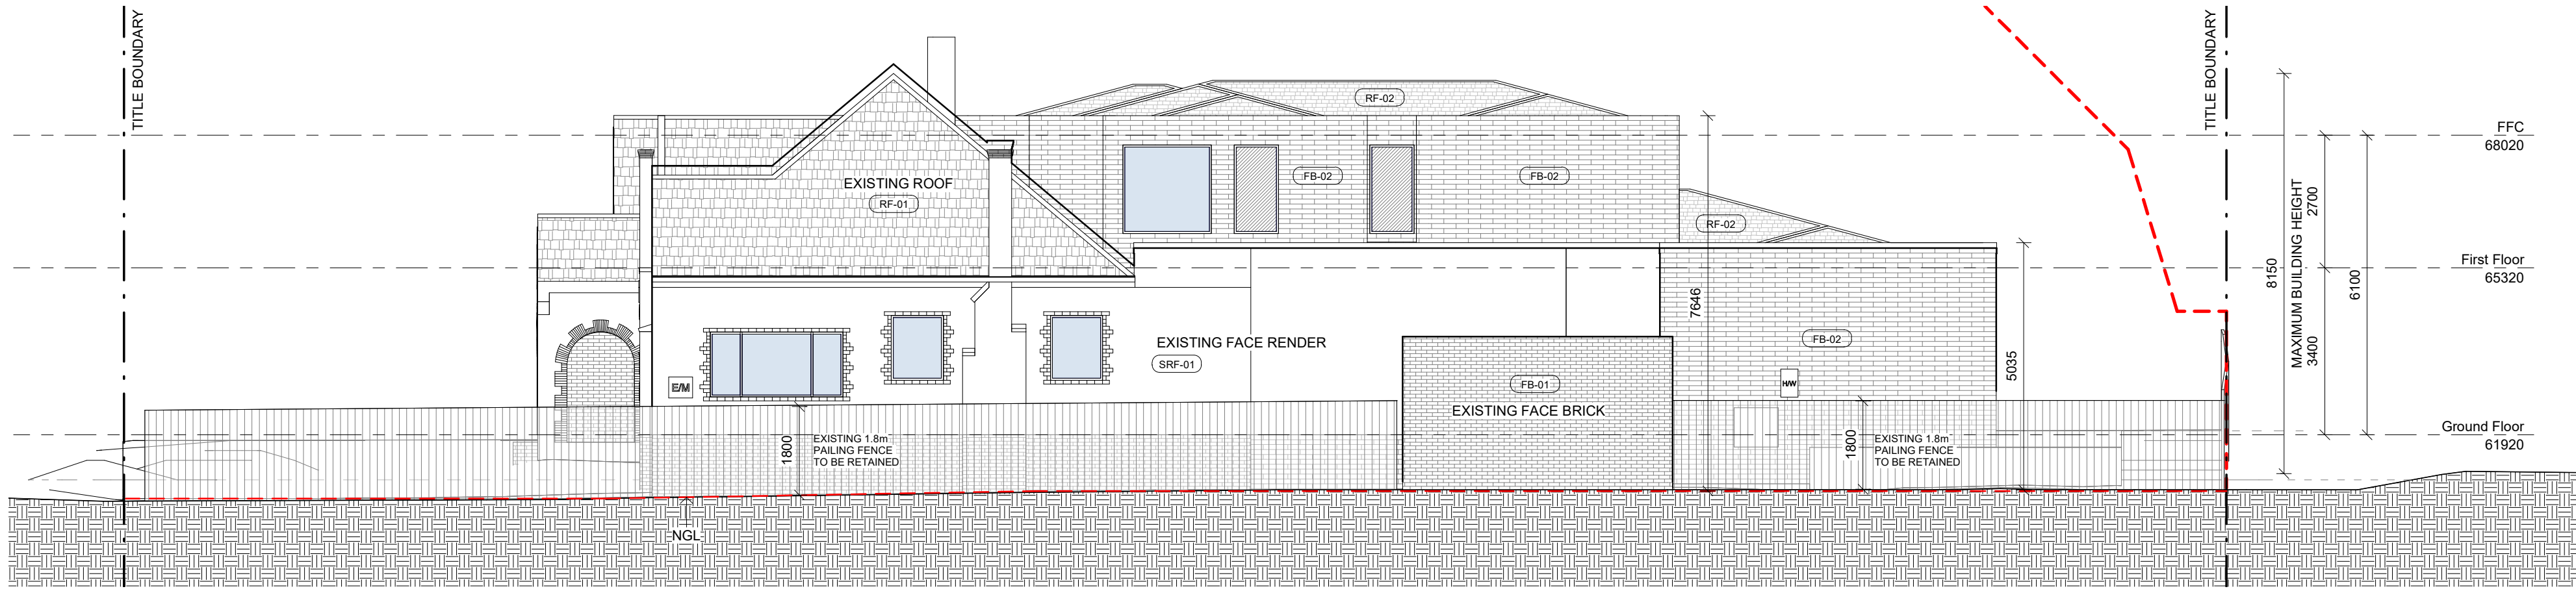 TITLE BOUNDARY
TITLE BOUNDARY
RF-02
FFC
68020
EXISTING ROOF
RF-01
FB-02
FB-02
2700
RF-02
MAXIMUM BUILDING HEIGHT
8150
6100
First Floor
65320
7646
EXISTING FACE RENDER
SRF-01
FB-02
3400
5035
E/M
FB-01
H/W
EXISTING FACE BRICK
Ground Floor
61920
1800
EXISTING 1.8m
PAILING FENCE
TO BE RETAINED
1800
EXISTING 1.8m
PAILING FENCE
TO BE RETAINED
NGL